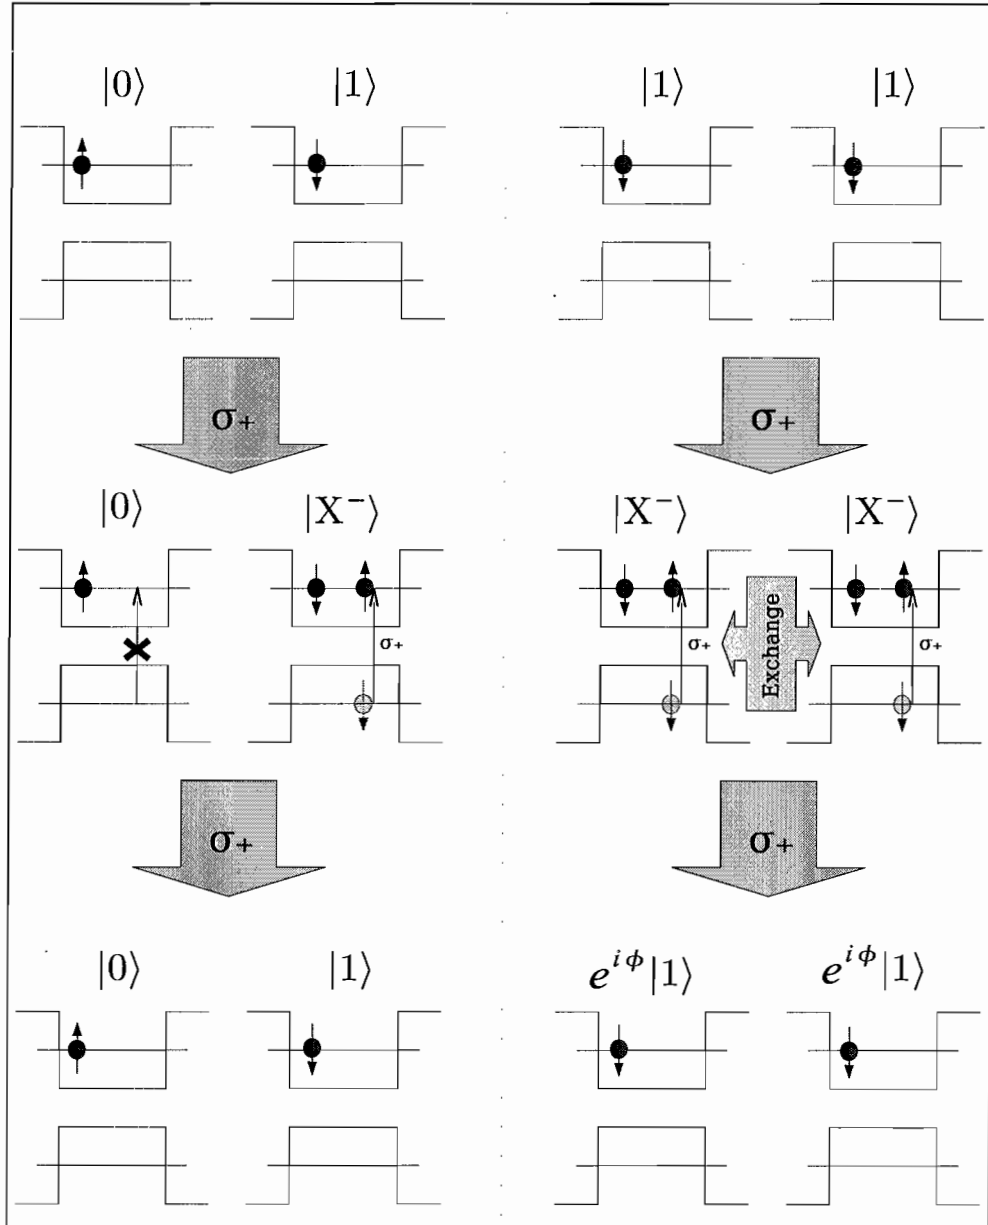 |0⟩ |1⟩ |1⟩ |1⟩
σ+ σ+
|0⟩ |X⁻⟩ |X⁻⟩ |X⁻⟩
σ+ σ+ Exchange σ+
σ+ σ+
|0⟩ |1⟩ e^{iϕ}|1⟩ e^{iϕ}|1⟩